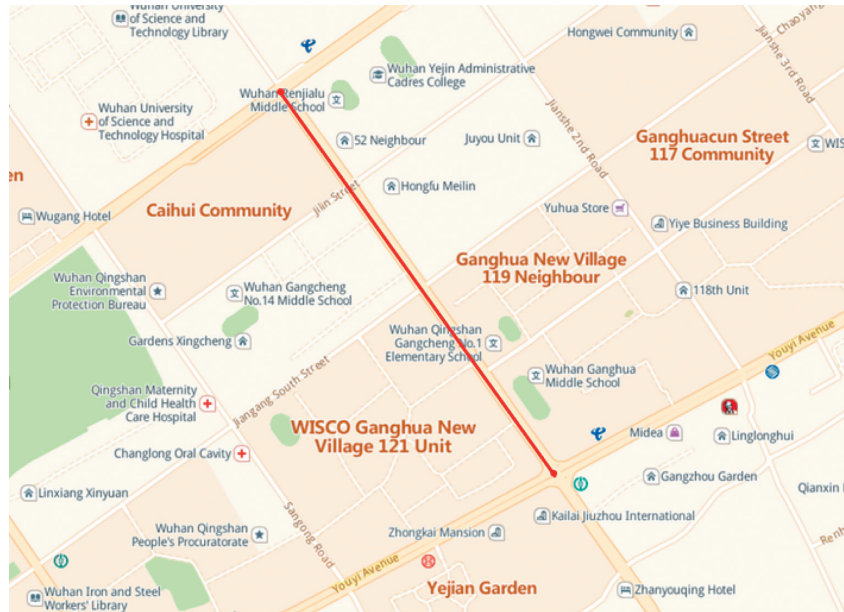 University
of Science and
Technology Library
Hongwei Community
Chaoyang
Jianshe 3rd Road
Wuhan Yejin Administrative
Cadres College
Wuhan Renjialu
Middle School
Wuhan University
of Science and
Technology Hospital
52 Neighbour
Juyou Unit
Jianshe 2nd Road
Ganghuacun Street
117 Community
WIS
en
Hongfu Meilin
Jilin Street
Caihui Community
Wugang Hotel
Yuhua Store
Yiye Business Building
Ganghua New Village
119 Neighbour
Wuhan Qingshan
Environmental
Protection Bureau
Wuhan Gangcheng
No.14 Middle School
118th Unit
Gardens Xingcheng
Wuhan Qingshan
Gangcheng No.1
Elementary School
Youyi Avenue
Jiangang South Street
Wuhan Ganghua
Middle School
Qingshan Maternity
and Child Health
Care Hospital
WISCO Ganghua New
Village 121 Unit
Midea
Linglonghui
Changlong Oral Cavity
Gangzhou Garden
Linxiang Xinyuan
Qianxin
Sangong Road
Kailai Jiuzhou International
Wuhan Qingshan
People's Procuratorate
Zhongkai Mansion
Renh
Youyi Avenue
Yejian Garden
Wuhan Iron and Steel
Workers' Library
Zhanyouqing Hotel